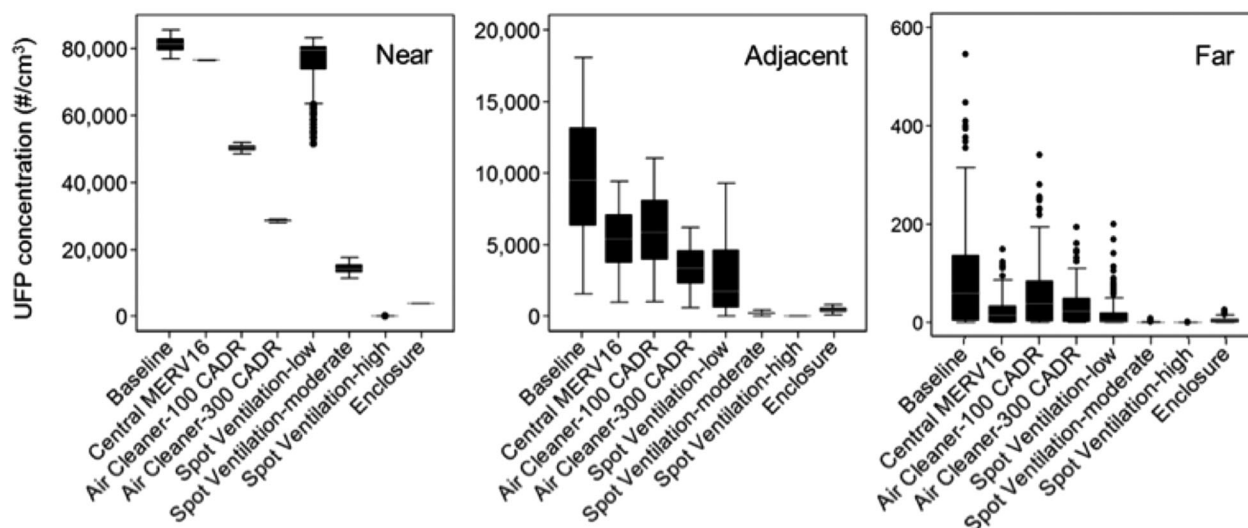 UFP concentration (#/cm³)
80,000
60,000
40,000
20,000
0
Near
Baseline
Central MERV16
Air Cleaner-100 CADR
Air Cleaner-300 CADR
Spot Ventilation-low
Spot Ventilation-moderate
Spot Ventilation-high
Enclosure
20,000
15,000
10,000
5,000
0
Adjacent
Baseline
Central MERV16
Air Cleaner-100 CADR
Air Cleaner-300 CADR
Spot Ventilation-low
Spot Ventilation-moderate
Spot Ventilation-high
Enclosure
600
400
200
0
Far
Baseline
Central MERV16
Air Cleaner-100 CADR
Air Cleaner-300 CADR
Spot Ventilation-low
Spot Ventilation-moderate
Spot Ventilation-high
Enclosure